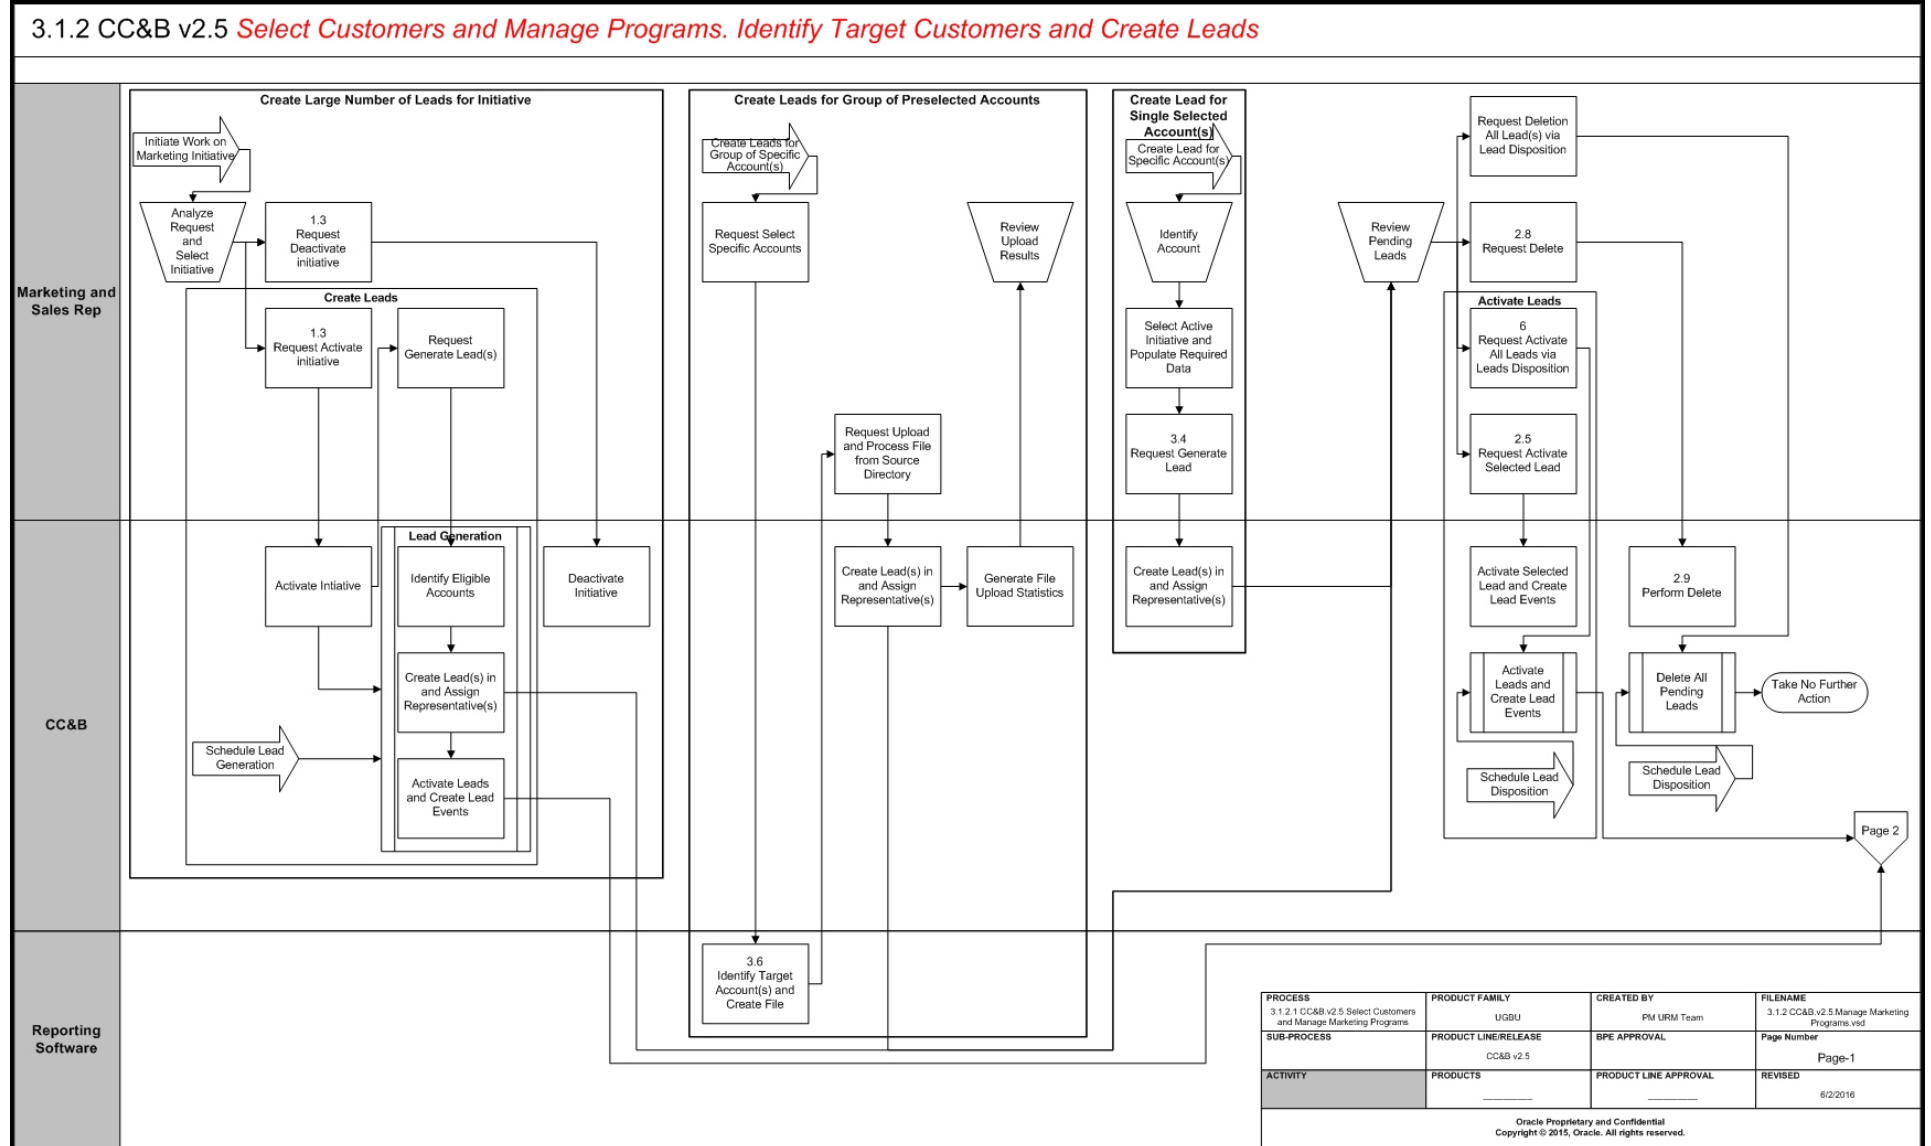 3.1.2 CC&B v2.5 Select Customers and Manage Programs. Identify Target Customers and Create Leads
Marketing and
Sales Rep
CC&B
Reporting
Software
Create Large Number of Leads for Initiative
Initiate Work on
Marketing Initiative
Analyze
Request
and
Select
Initiative
1.3
Request
Deactivate
initiative
Create Leads
1.3
Request Activate
initiative
Request
Generate Lead(s)
Activate Intiative
Lead Generation
Identify Eligible
Accounts
Deactivate
Initiative
Create Lead(s) in
and Assign
Representative(s)
Schedule Lead
Generation
Activate Leads
and Create Lead
Events
Create Leads for Group of Preselected Accounts
Create Leads for
Group of Specific
Account(s)
Request Select
Specific Accounts
Review
Upload
Results
Request Upload
and Process File
from Source
Directory
Create Lead(s) in
and Assign
Representative(s)
Generate File
Upload Statistics
3.6
Identify Target
Account(s) and
Create File
Create Lead for
Single Selected
Account(s)
Create Lead for
Specific Account(s)
Identify
Account
Select Active
Initiative and
Populate Required
Data
3.4
Request Generate
Lead
Create Lead(s) in
and Assign
Representative(s)
Review
Pending
Leads
Request Deletion
All Lead(s) via
Lead Disposition
2.8
Request Delete
Activate Leads
6
Request Activate
All Leads via
Leads Disposition
2.5
Request Activate
Selected Lead
Activate Selected
Lead and Create
Lead Events
2.9
Perform Delete
Activate
Leads and
Create Lead
Events
Delete All
Pending
Leads
Take No Further
Action
Schedule Lead
Disposition
Schedule Lead
Disposition
Page 2
PROCESS
3.1.2.1 CC&B.v2.5.Select Customers
and Manage Marketing Programs
PRODUCT FAMILY
UGBU
CREATED BY
PM URM Team
FILENAME
3.1.2 CC&B.v2.5.Manage Marketing
Programs.vsd
SUB-PROCESS
PRODUCT LINE/RELEASE
CC&B v2.5
BPE APPROVAL
Page Number
Page-1
ACTIVITY
PRODUCTS
PRODUCT LINE APPROVAL
REVISED
6/2/2016
Oracle Proprietary and Confidential
Copyright © 2015, Oracle. All rights reserved.